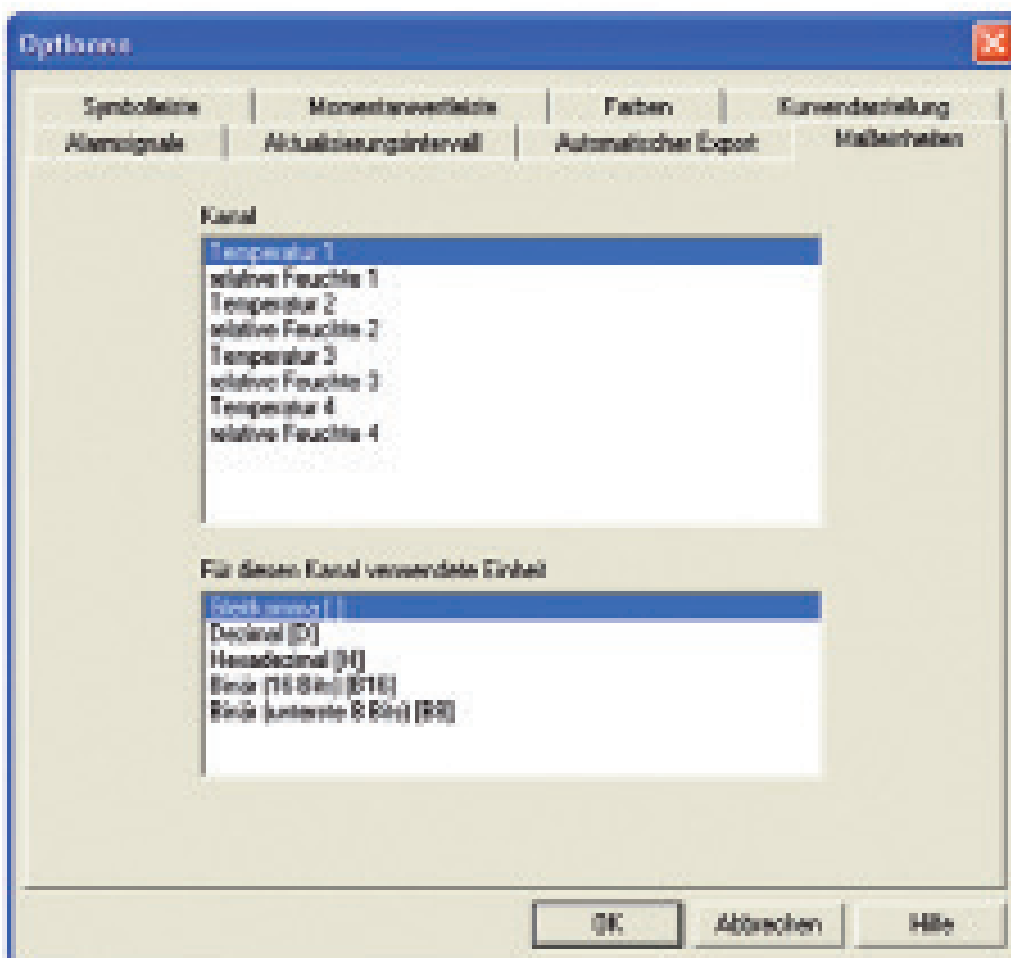 Optionen
Symbolleiste Momentanwertleiste Farben Kurvendarstellung
Alarmsignale Aktualisierungsintervall Automatischer Export Maßeinheiten
Kanal
Temperatur 1
relative Feuchte 1
Temperatur 2
relative Feuchte 2
Temperatur 3
relative Feuchte 3
Temperatur 4
relative Feuchte 4
Für diesen Kanal verwendete Einheit
Dezimal [D]
Hexadezimal [H]
Binär (16 Bits) [B16]
Binär (unterste 8 Bits) [B8]
OK Abbrechen Hilfe